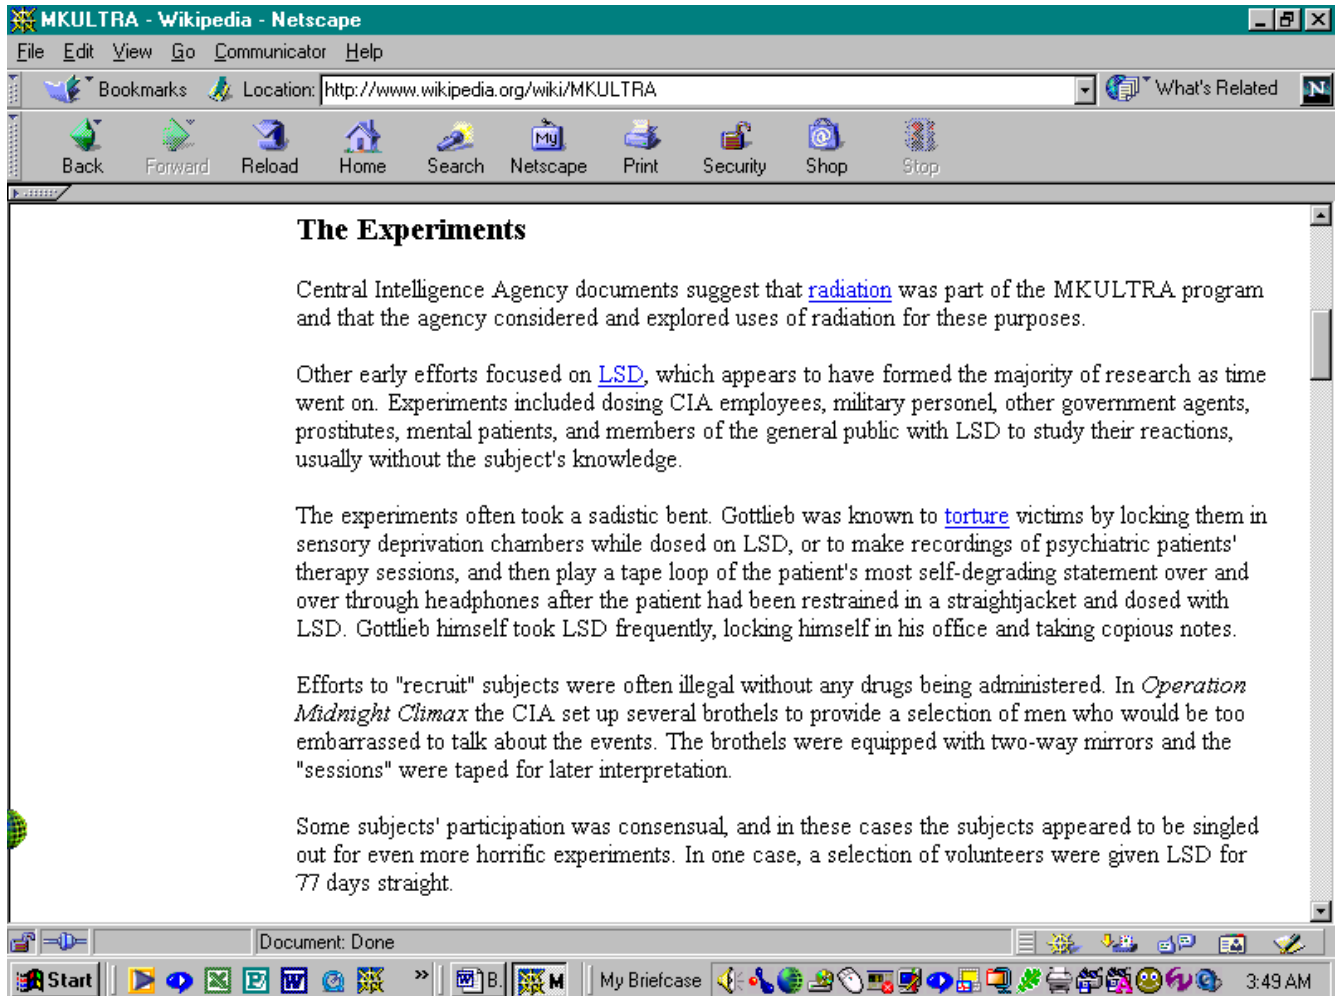 MKULTRA - Wikipedia - Netscape
File Edit View Go Communicator Help
Bookmarks Location: http://www.wikipedia.org/wiki/MKULTRA What's Related N
My
Back Forward Reload Home Search Netscape Print Security Shop Stop
The Experiments
Central Intelligence Agency documents suggest that radiation was part of the MKULTRA program
and that the agency considered and explored uses of radiation for these purposes.
Other early efforts focused on LSD, which appears to have formed the majority of research as time
went on. Experiments included dosing CIA employees, military personel, other government agents,
prostitutes, mental patients, and members of the general public with LSD to study their reactions,
usually without the subject's knowledge.
The experiments often took a sadistic bent. Gottlieb was known to torture victims by locking them in
sensory deprivation chambers while dosed on LSD, or to make recordings of psychiatric patients'
therapy sessions, and then play a tape loop of the patient's most self-degrading statement over and
over through headphones after the patient had been restrained in a straightjacket and dosed with
LSD. Gottlieb himself took LSD frequently, locking himself in his office and taking copious notes.
Efforts to "recruit" subjects were often illegal without any drugs being administered. In Operation
Midnight Climax the CIA set up several brothels to provide a selection of men who would be too
embarrassed to talk about the events. The brothels were equipped with two-way mirrors and the
"sessions" were taped for later interpretation.
Some subjects' participation was consensual, and in these cases the subjects appeared to be singled
out for even more horrific experiments. In one case, a selection of volunteers were given LSD for
77 days straight.
Document: Done
Start » B. M My Briefcase 3:49 AM